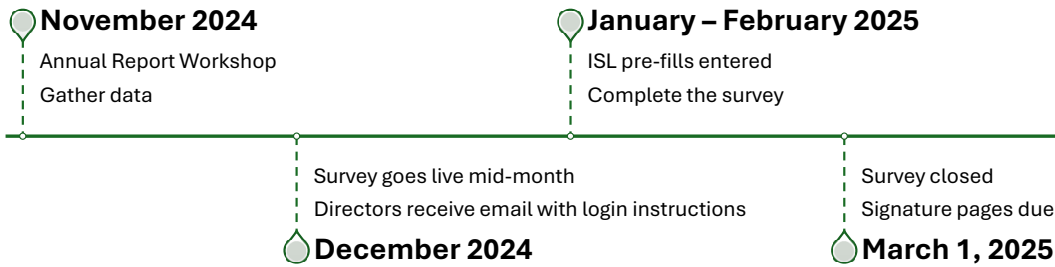 November 2024
Annual Report Workshop
Gather data
January – February 2025
ISL pre-fills entered
Complete the survey
Survey goes live mid-month
Directors receive email with login instructions
December 2024
Survey closed
Signature pages due
March 1, 2025